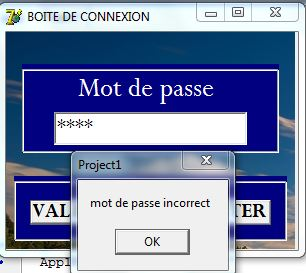 BOITE DE CONNEXION
Mot de passe
****
Project1
mot de passe incorrect
VAL TER
OK
Appl